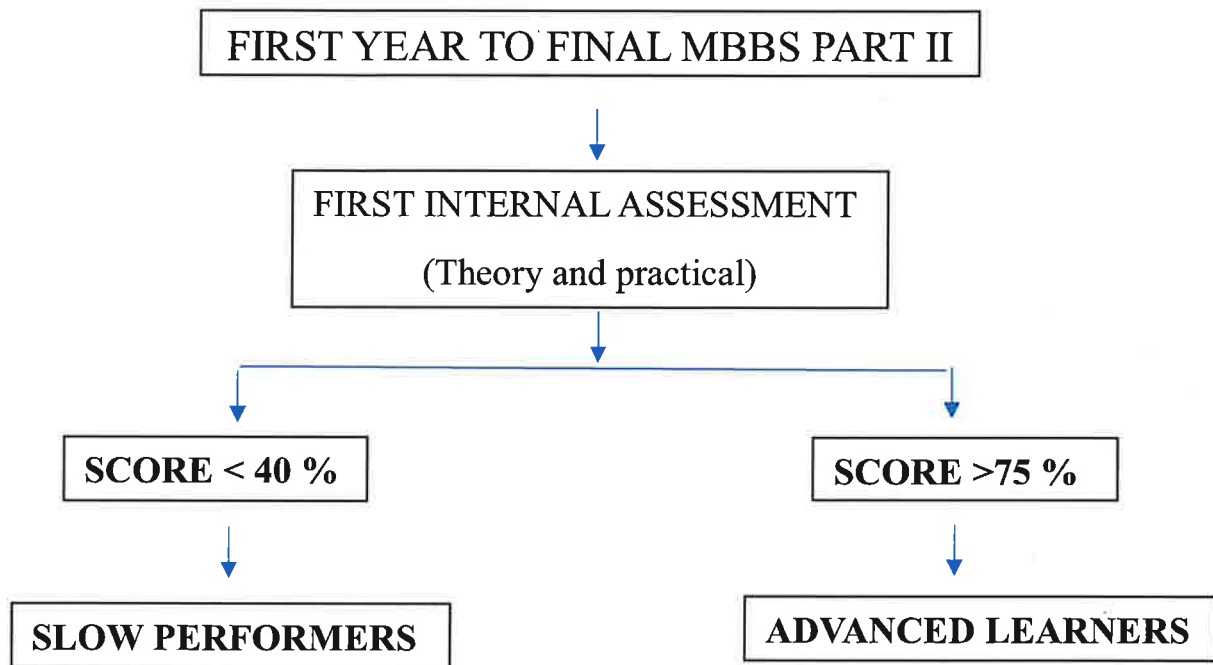 FIRST YEAR TO FINAL MBBS PART II
FIRST INTERNAL ASSESSMENT
(Theory and practical)
SCORE < 40 %
SCORE >75 %
SLOW PERFORMERS
ADVANCED LEARNERS